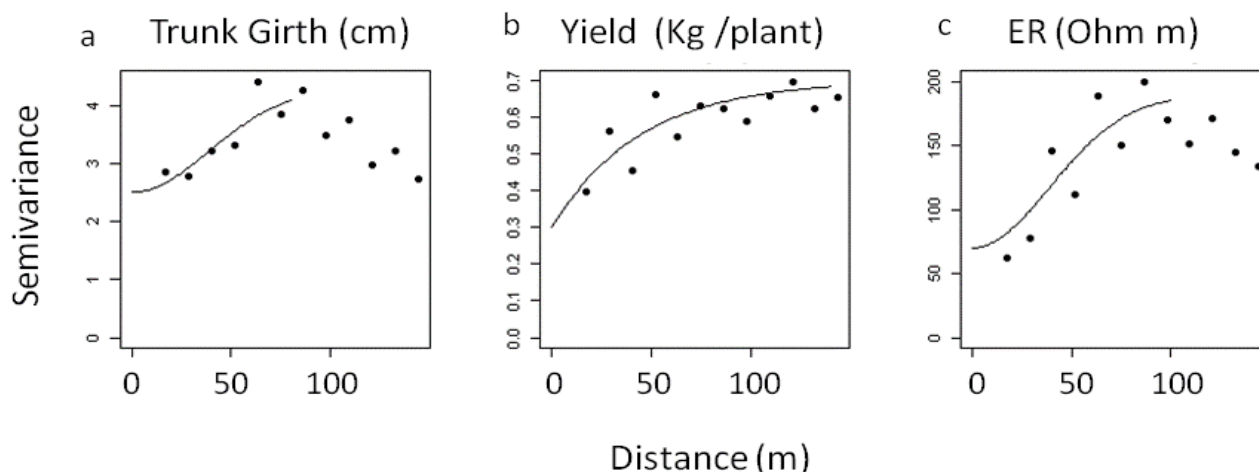 a Trunk Girth (cm)
b Yield (Kg /plant)
c ER (Ohm m)
Semivariance
4
3
2
1
0
0 50 100
0.7
0.6
0.5
0.4
0.3
0.2
0.1
0.0
0 50 100
200
150
100
50
0
0 50 100
Distance (m)